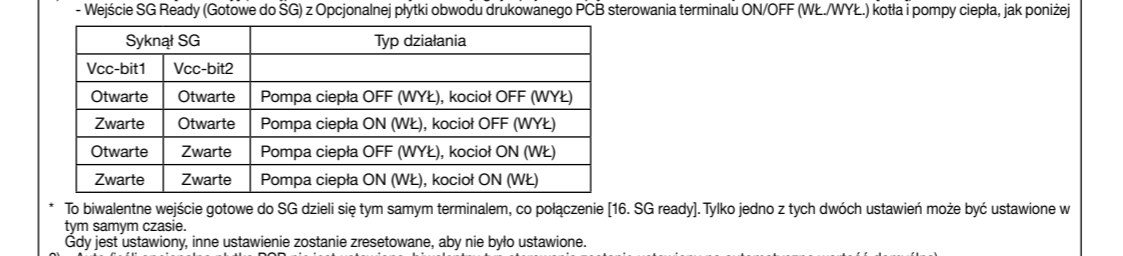 - Wejście SG Ready (Gotowe do SG) z Opcjonalnej płytki obwodu drukowanego PCB sterowania terminalu ON/OFF (WŁ./WYŁ.) kotła i pompy ciepła, jak poniżej
Syknął SG Typ działania
Vcc-bit1 Vcc-bit2
Otwarte Otwarte Pompa ciepła OFF (WYŁ), kocioł OFF (WYŁ)
Zwarte Otwarte Pompa ciepła ON (WŁ), kocioł OFF (WYŁ)
Otwarte Zwarte Pompa ciepła OFF (WYŁ), kocioł ON (WŁ)
Zwarte Zwarte Pompa ciepła ON (WŁ), kocioł ON (WŁ)
* To biwalentne wejście gotowe do SG dzieli się tym samym terminalem, co połączenie [16. SG ready]. Tylko jedno z tych dwóch ustawień może być ustawione w
tym samym czasie.
Gdy jest ustawiony, inne ustawienie zostanie zresetowane, aby nie było ustawione.